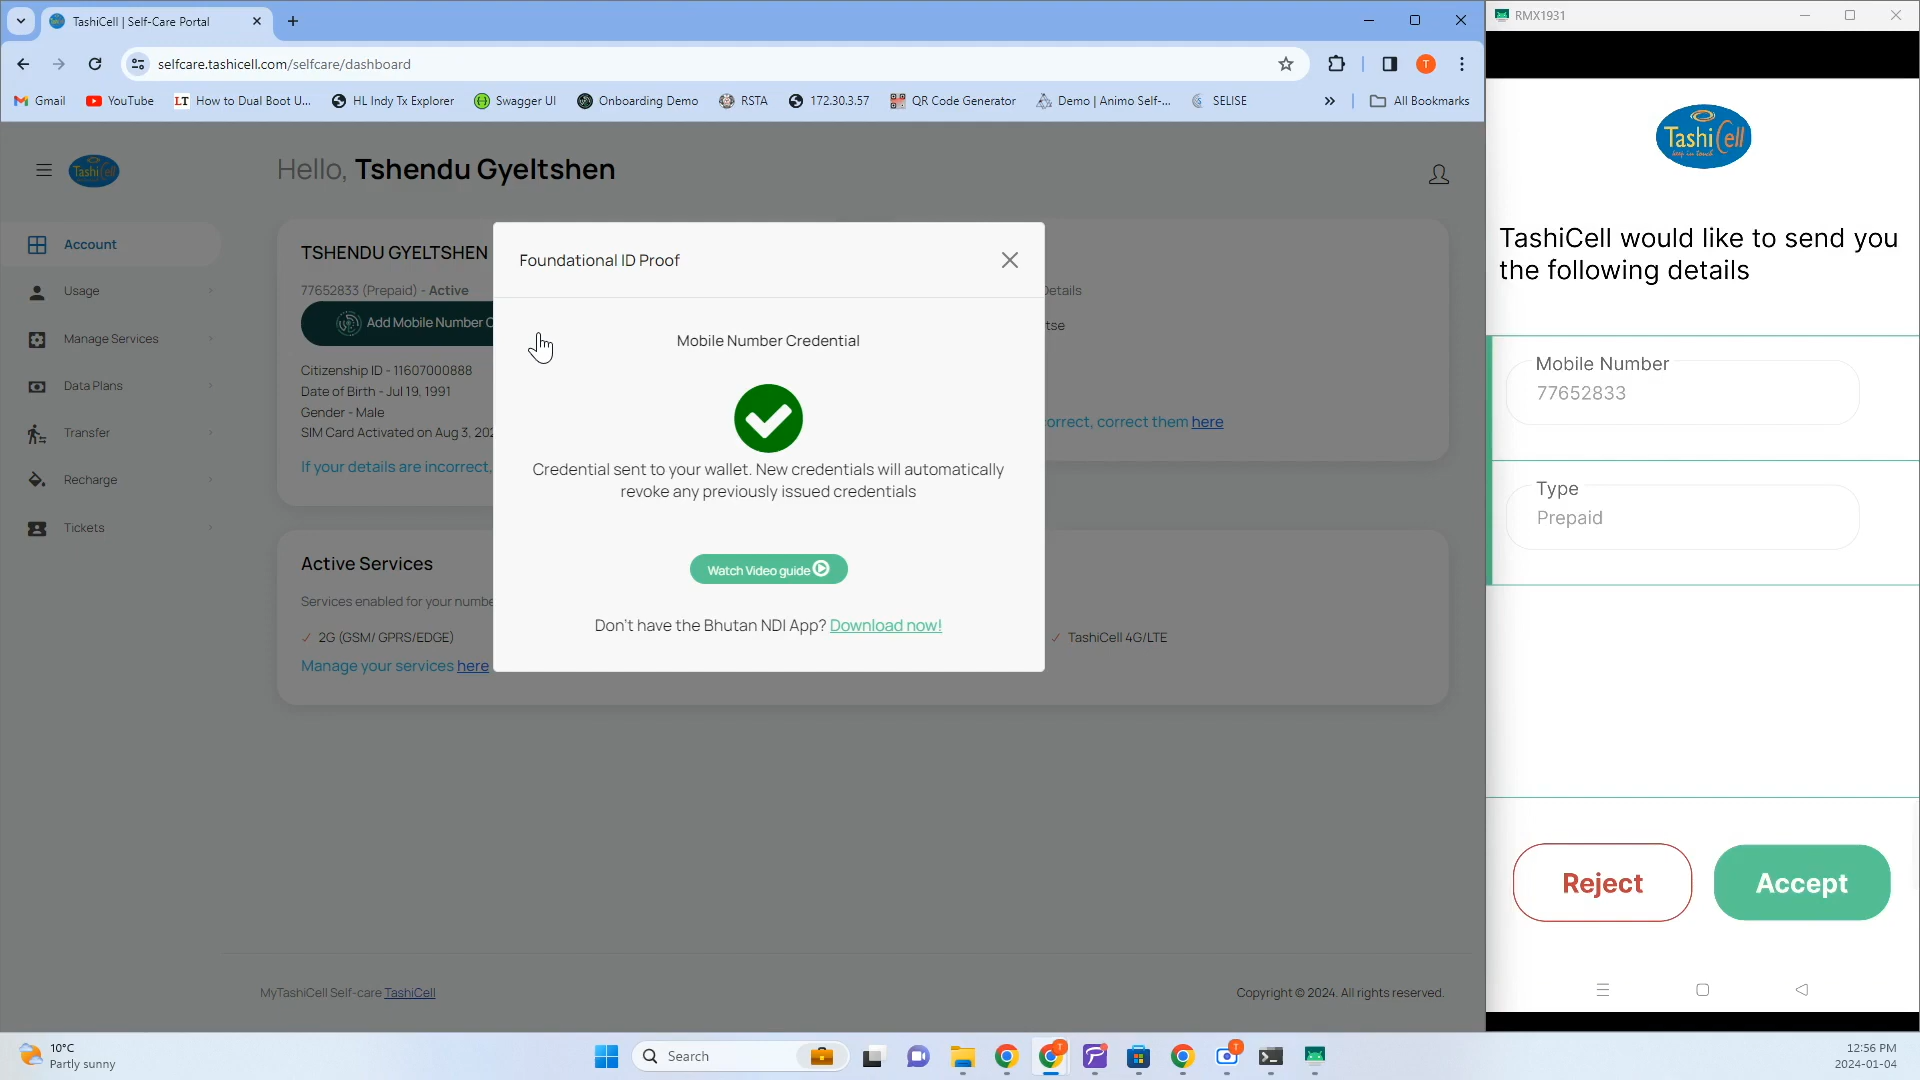 TashiCell | Self-Care Portal
selfcare.tashicell.com/selfcare/dashboard
T
Gmail
YouTube
LT How to Dual Boot U...
HL Indy Tx Explorer
Swagger UI
Onboarding Demo
RSTA
172.30.3.57
QR Code Generator
Demo | Animo Self-...
SELISE
»
All Bookmarks
TashiCell
Hello, Tshendu Gyeltshen
Account
Usage
Manage Services
Data Plans
Transfer
Recharge
Tickets
TSHENDU GYELTSHEN
77652833 (Prepaid) - Active
Add Mobile Number C
Citizenship ID - 11607000888
Date of Birth - Jul 19, 1991
Gender - Male
SIM Card Activated on Aug 3, 202
If your details are incorrect,
Details
tse
orrect, correct them here
Active Services
Services enabled for your numbe
✓ 2G (GSM/ GPRS/EDGE)
✓ TashiCell 4G/LTE
Manage your services here
Foundational ID Proof
Mobile Number Credential
Credential sent to your wallet. New credentials will automatically
revoke any previously issued credentials
Watch Video guide
Don't have the Bhutan NDI App? Download now!
MyTashiCell Self-care TashiCell
Copyright © 2024. All rights reserved.
RMX1931
TashiCell
keep in touch
TashiCell would like to send you
the following details
Mobile Number
77652833
Type
Prepaid
Reject
Accept
10°C
Partly sunny
Search
T
T
12:56 PM
2024-01-04